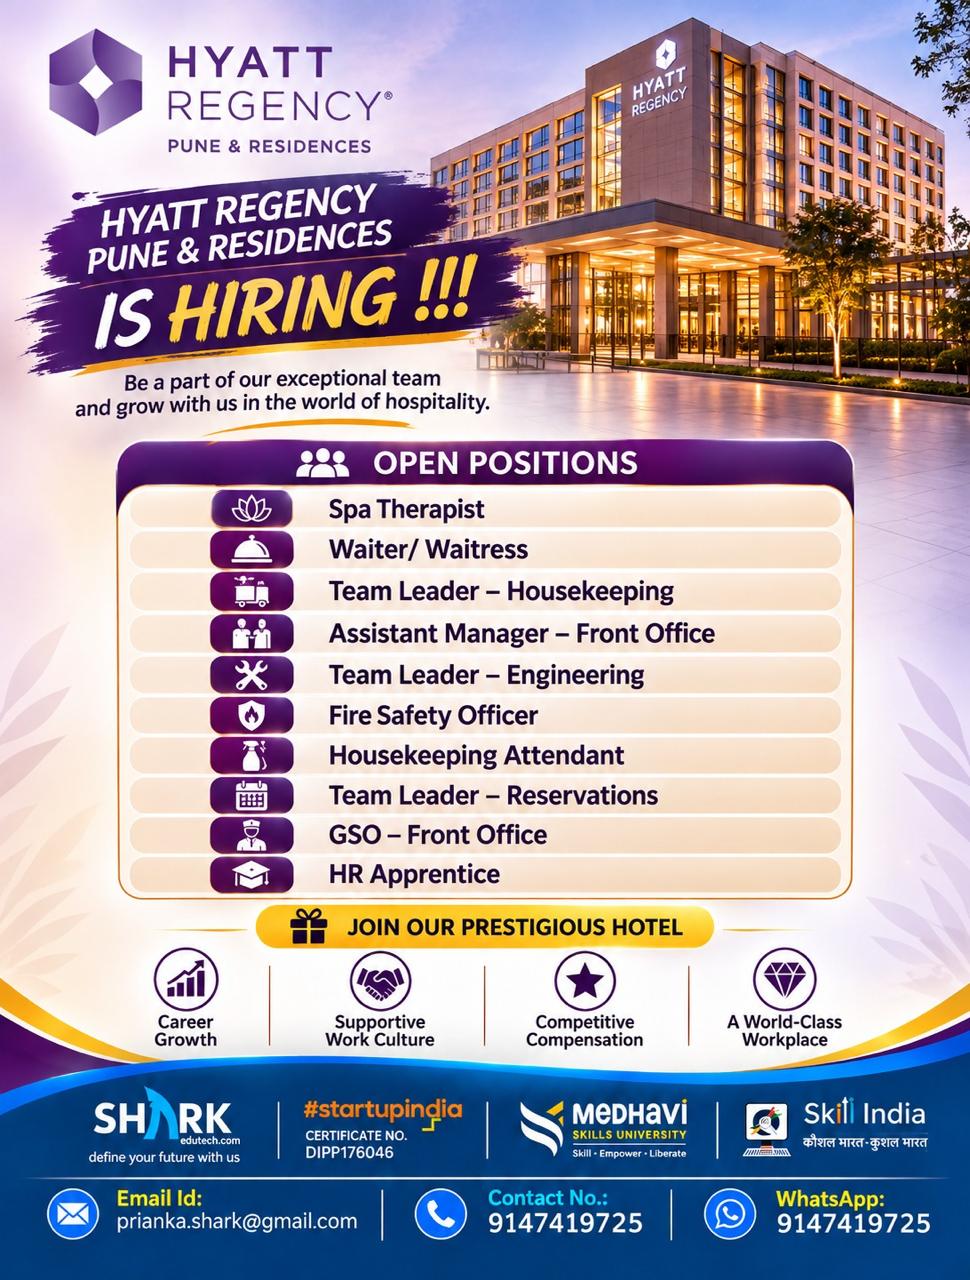 HYATT
REGENCY®
PUNE & RESIDENCES
HYATT
REGENCY
HYATT REGENCY
PUNE & RESIDENCES
IS HIRING !!!
Be a part of our exceptional team
and grow with us in the world of hospitality.
OPEN POSITIONS
Spa Therapist
Waiter/ Waitress
Team Leader – Housekeeping
Assistant Manager – Front Office
Team Leader – Engineering
Fire Safety Officer
Housekeeping Attendant
Team Leader – Reservations
GSO – Front Office
HR Apprentice
JOIN OUR PRESTIGIOUS HOTEL
Career
Growth
Supportive
Work Culture
Competitive
Compensation
A World-Class
Workplace
SHARK
edutech.com
define your future with us
#startupindia
CERTIFICATE NO.
DIPP176046
MEDHAVI
SKILLS UNIVERSITY
Skill • Empower • Liberate
Skill India
कौशल भारत-कुशल भारत
Email Id:
prianka.shark@gmail.com
Contact No.:
9147419725
WhatsApp:
9147419725